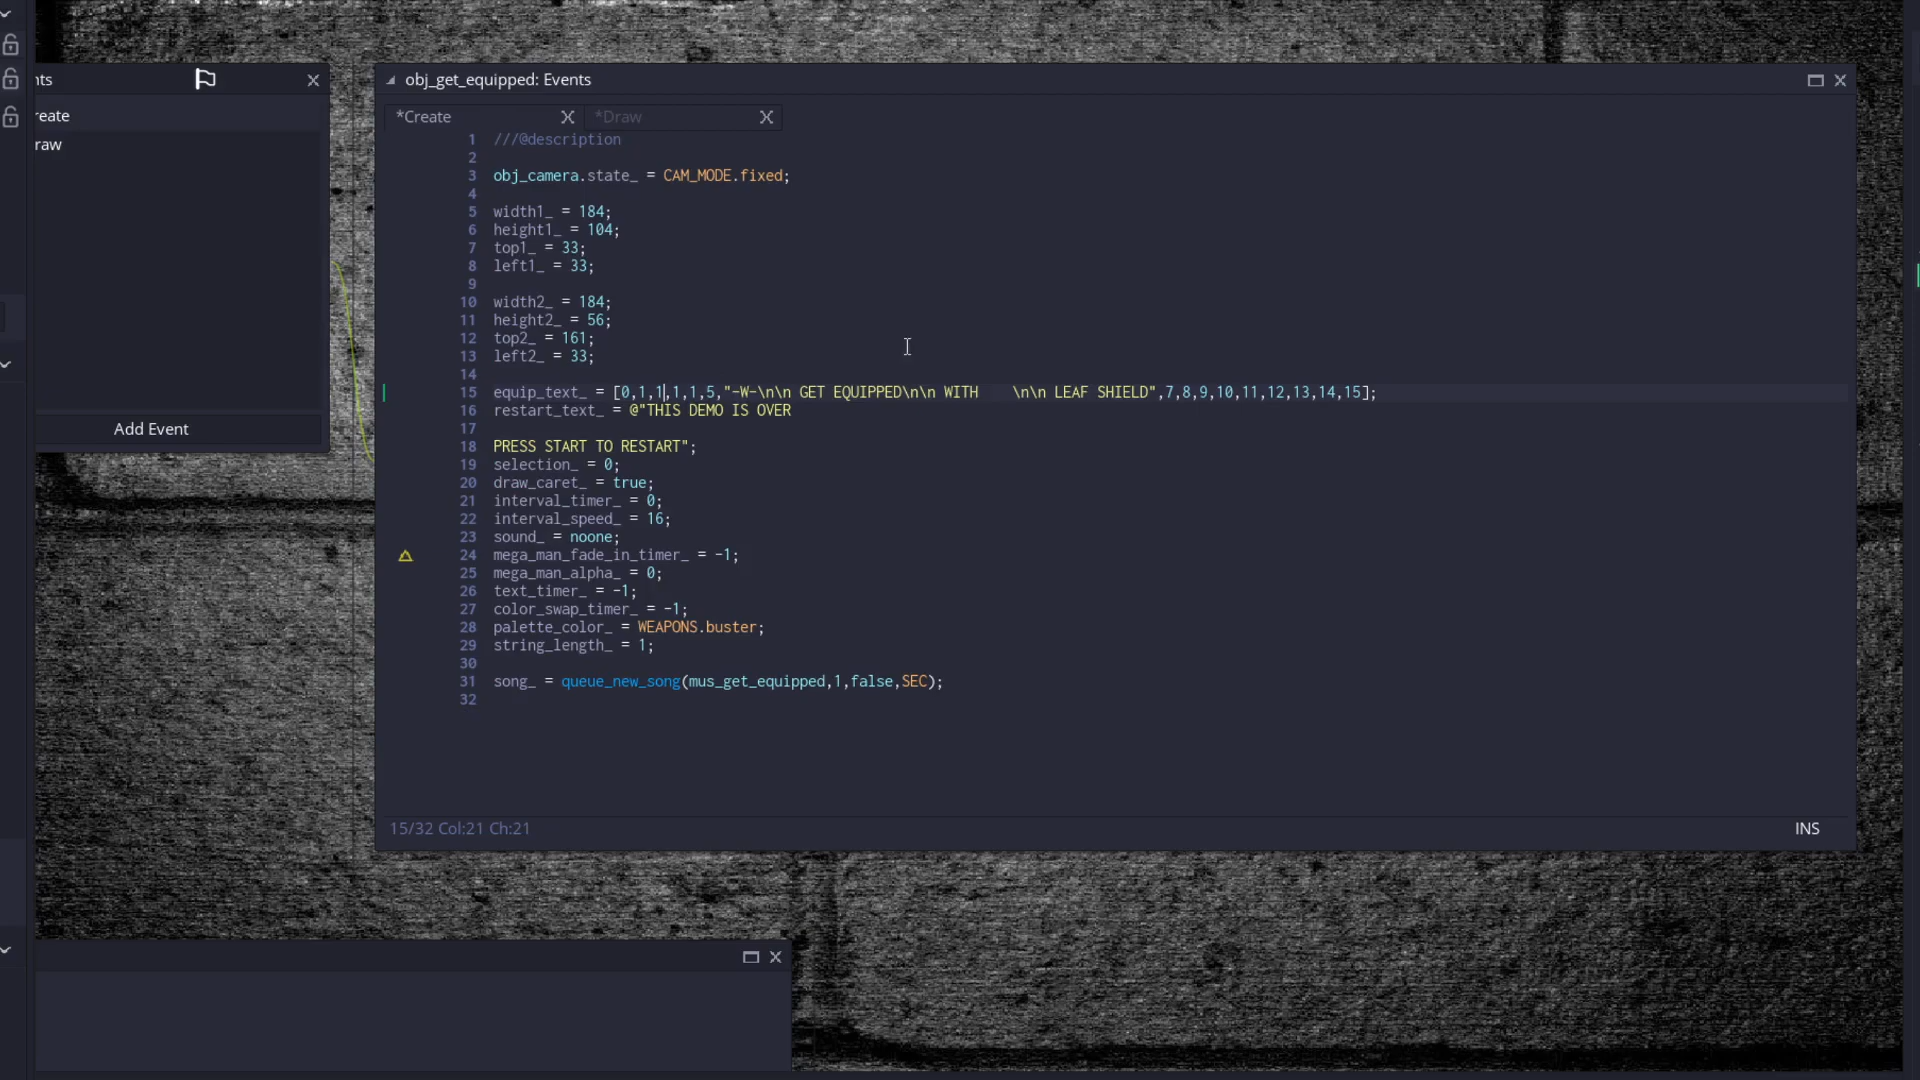 nts
reate
raw
Add Event
obj_get_equipped: Events
*Create
*Draw
1 ///@description
2
3 obj_camera.state_ = CAM_MODE.fixed;
4
5 width1_ = 184;
6 height1_ = 104;
7 top1_ = 33;
8 left1_ = 33;
9
10 width2_ = 184;
11 height2_ = 56;
12 top2_ = 161;
13 left2_ = 33;
14
15 equip_text_ = [0,1,1,1,1,5,"-W-\n\n GET EQUIPPED\n\n WITH    \n\n LEAF SHIELD",7,8,9,10,11,12,13,14,15];
16 restart_text_ = @"THIS DEMO IS OVER
17
18 PRESS START TO RESTART";
19 selection_ = 0;
20 draw_caret_ = true;
21 interval_timer_ = 0;
22 interval_speed_ = 16;
23 sound_ = noone;
24 mega_man_fade_in_timer_ = -1;
25 mega_man_alpha_ = 0;
26 text_timer_ = -1;
27 color_swap_timer_ = -1;
28 palette_color_ = WEAPONS.buster;
29 string_length_ = 1;
30
31 song_ = queue_new_song(mus_get_equipped,1,false,SEC);
32
15/32 Col:21 Ch:21
INS